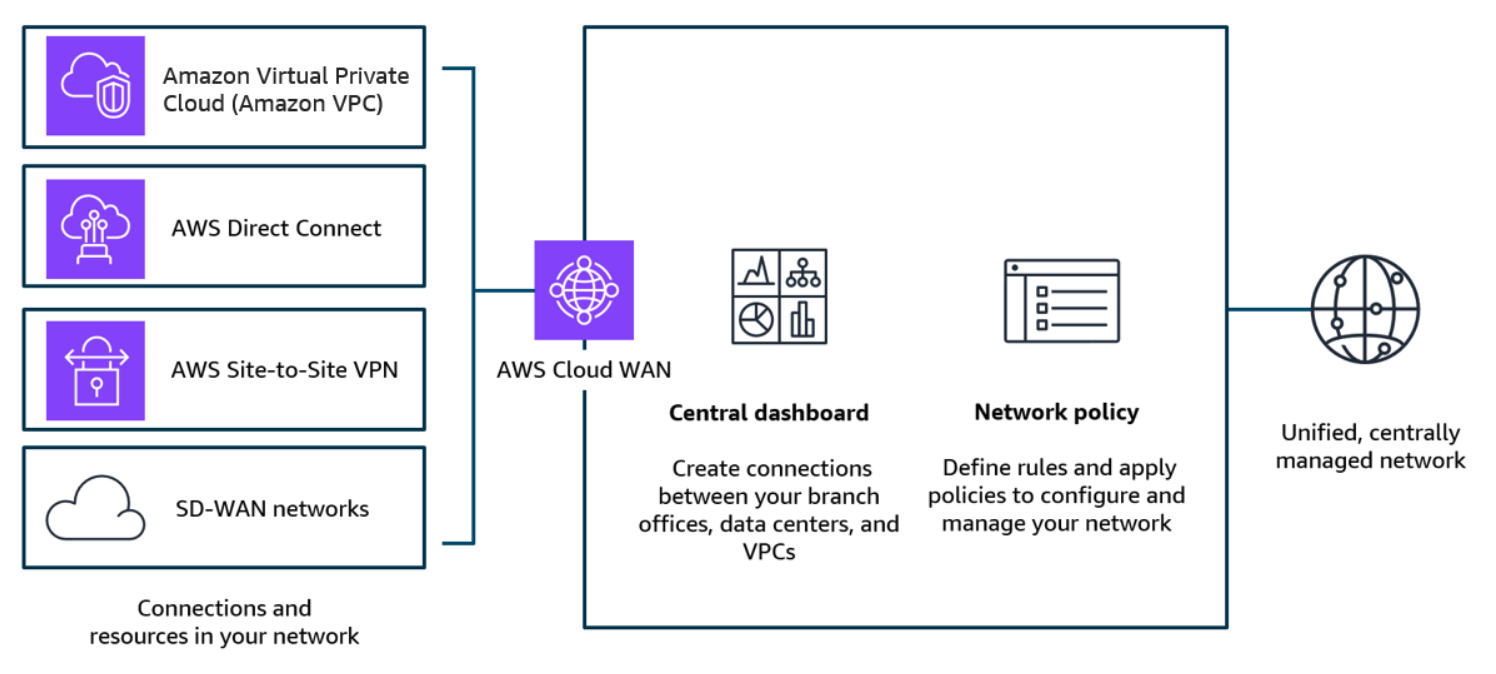 Amazon Virtual Private
Cloud (Amazon VPC)
AWS Direct Connect
AWS Site-to-Site VPN
SD-WAN networks
Connections and
resources in your network
AWS Cloud WAN
Central dashboard
Create connections
between your branch
offices, data centers, and
VPCs
Network policy
Define rules and apply
policies to configure and
manage your network
Unified, centrally
managed network